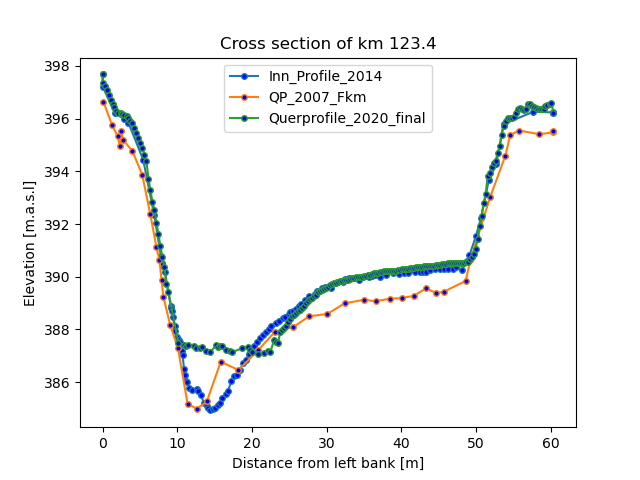 Cross section of km 123.4
Inn_Profile_2014
QP_2007_Fkm
Querprofile_2020_final
Elevation [m.a.s.l]
398
396
394
392
390
388
386
0 10 20 30 40 50 60
Distance from left bank [m]